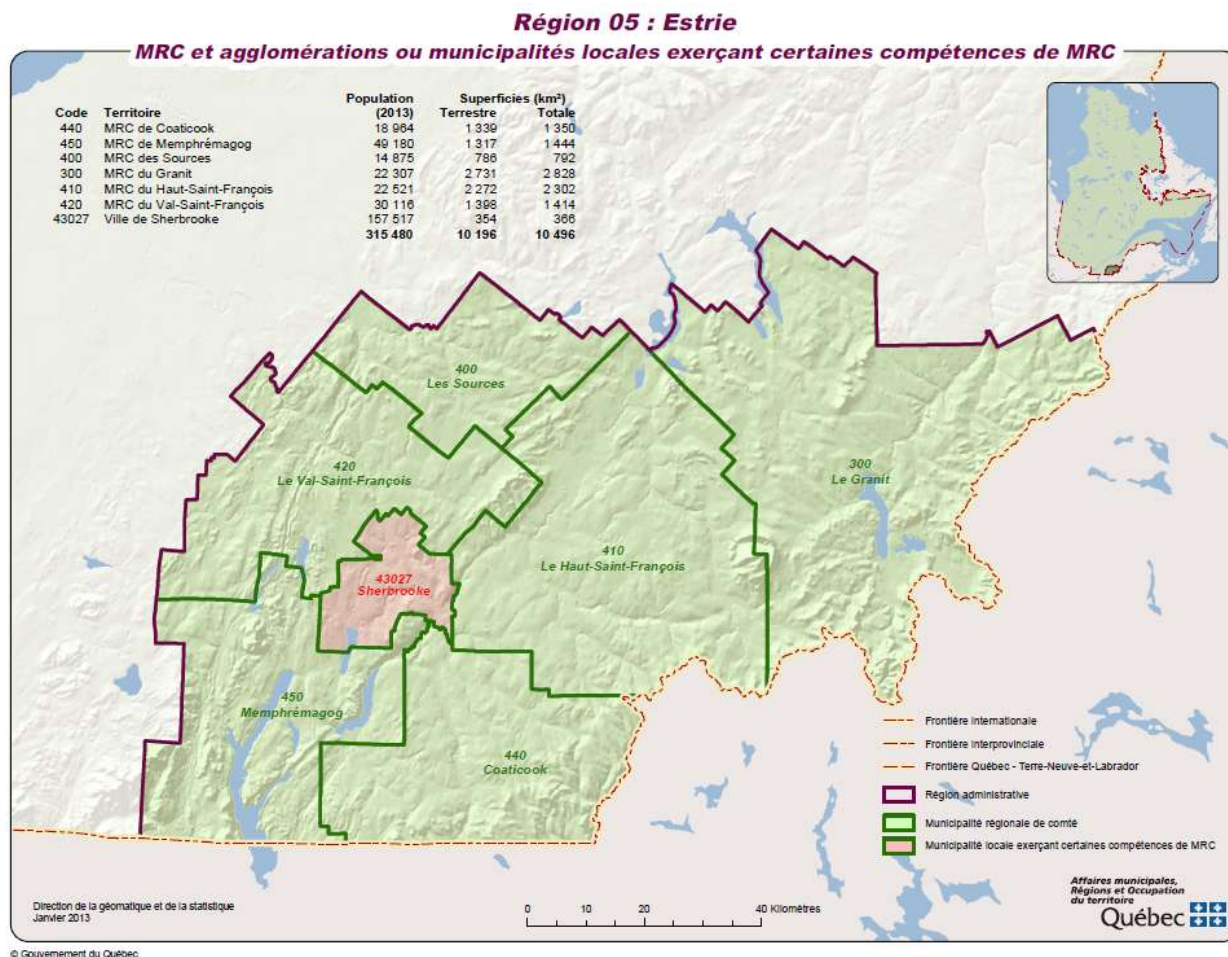 Région 05 : Estrie
MRC et agglomérations ou municipalités locales exerçant certaines compétences de MRC
Population Superficies (km²)
Code Territoire (2013) Terrestre Totale
440 MRC de Coaticook 18 964 1 339 1 350
450 MRC de Memphrémagog 49 180 1 317 1 444
400 MRC des Sources 14 875 786 792
300 MRC du Granit 22 307 2 731 2 828
410 MRC du Haut-Saint-François 22 521 2 272 2 302
420 MRC du Val-Saint-François 30 116 1 398 1 414
43027 Ville de Sherbrooke 157 517 354 366
315 480 10 196 10 496
400
Les Sources
420
Le Val-Saint-François
300
Le Granit
410
Le Haut-Saint-François
43027
Sherbrooke
450
Memphrémagog
440
Coaticook
Frontière internationale
Frontière interprovinciale
Frontière Québec - Terre-Neuve-et-Labrador
Région administrative
Municipalité régionale de comté
Municipalité locale exerçant certaines compétences de MRC
Direction de la géomatique et de la statistique
Janvier 2013
0 10 20 40 Kilomètres
Affaires municipales,
Régions et Occupation
du territoire
Québec
© Gouvernement du Québec